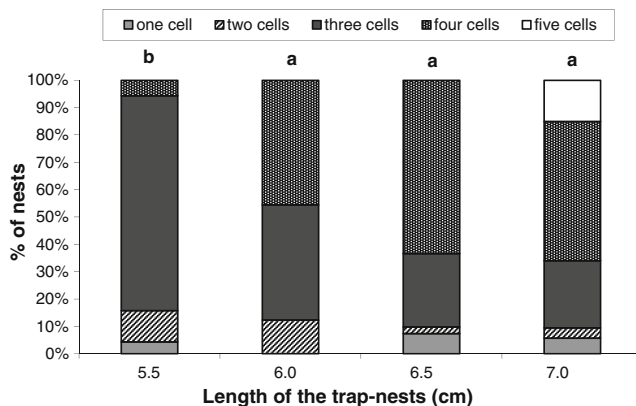 one cell two cells three cells four cells five cells
b a a a
100%
90%
80%
70%
60%
50%
40%
30%
20%
10%
0%
% of nests
5.5 6.0 6.5 7.0
Length of the trap-nests (cm)